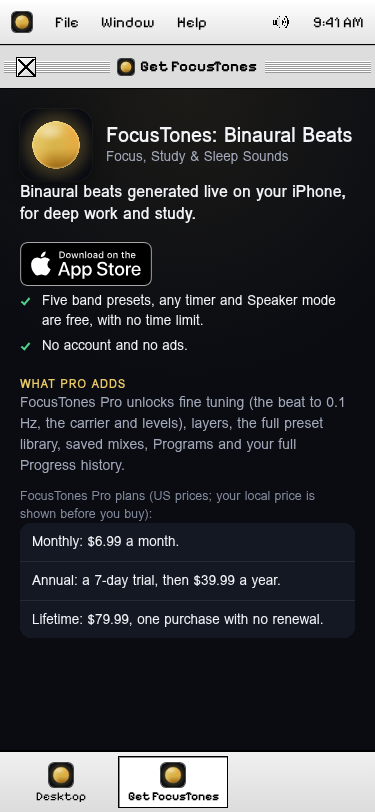 File Window Help 9:41 AM
Get FocusTones
FocusTones: Binaural Beats
Focus, Study & Sleep Sounds
Binaural beats generated live on your iPhone,
for deep work and study.
Download on the
App Store
Five band presets, any timer and Speaker mode
are free, with no time limit.
No account and no ads.
WHAT PRO ADDS
FocusTones Pro unlocks fine tuning (the beat to 0.1
Hz, the carrier and levels), layers, the full preset
library, saved mixes, Programs and your full
Progress history.
FocusTones Pro plans (US prices; your local price is
shown before you buy):
Monthly: $6.99 a month.
Annual: a 7-day trial, then $39.99 a year.
Lifetime: $79.99, one purchase with no renewal.
Desktop Get FocusTones